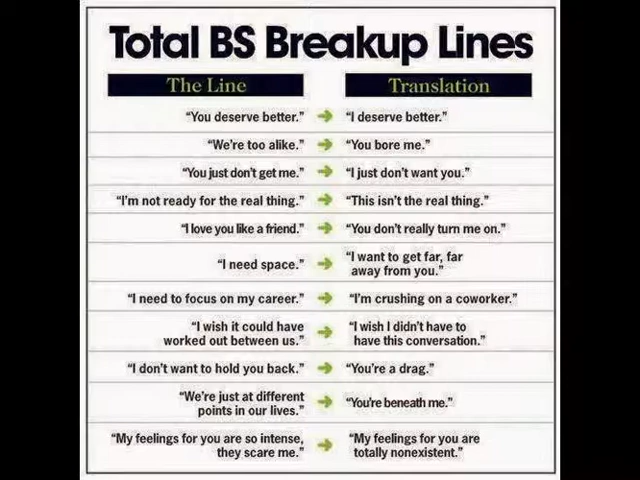 Total BS Breakup Lines
The Line
Translation
“You deserve better.” ➔ “I deserve better.”
“We're too alike.” ➔ “You bore me.”
“You just don't get me.” ➔ “I just don't want you.”
“I'm not ready for the real thing.” ➔ “This isn't the real thing.”
“I love you like a friend.” ➔ “You don't really turn me on.”
“I need space.” ➔ “I want to get far, far
away from you.”
“I need to focus on my career.” ➔ “I'm crushing on a coworker.”
“I wish it could have
worked out between us.” ➔ “I wish I didn't have to
have this conversation.”
“I don't want to hold you back.” ➔ “You're a drag.”
“We're just at different
points in our lives.” ➔ “You're beneath me.”
“My feelings for you are so intense,
they scare me.” ➔ “My feelings for you are
totally nonexistent.”